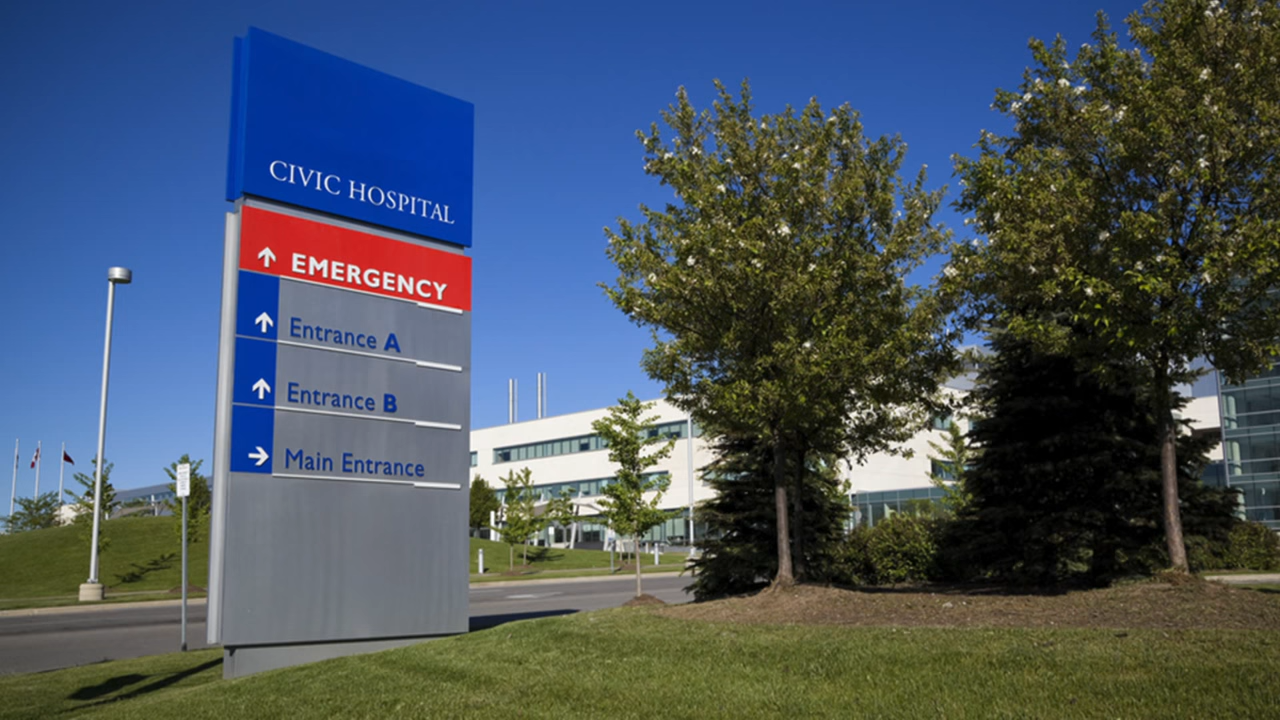 CIVIC HOSPITAL
EMERGENCY
Entrance A
Entrance B
Main Entrance